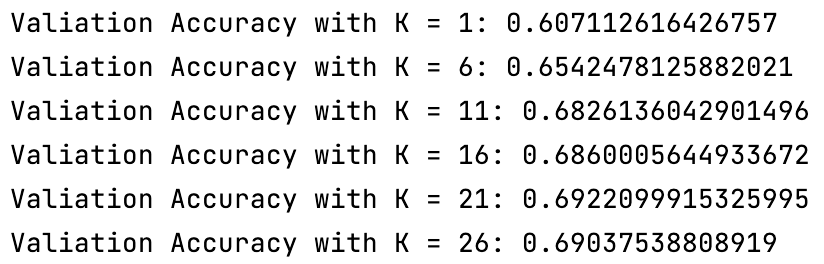 Valiation Accuracy with K = 1: 0.607112616426757
Valiation Accuracy with K = 6: 0.6542478125882021
Valiation Accuracy with K = 11: 0.6826136042901496
Valiation Accuracy with K = 16: 0.6860005644933672
Valiation Accuracy with K = 21: 0.6922099915325995
Valiation Accuracy with K = 26: 0.69037538808919